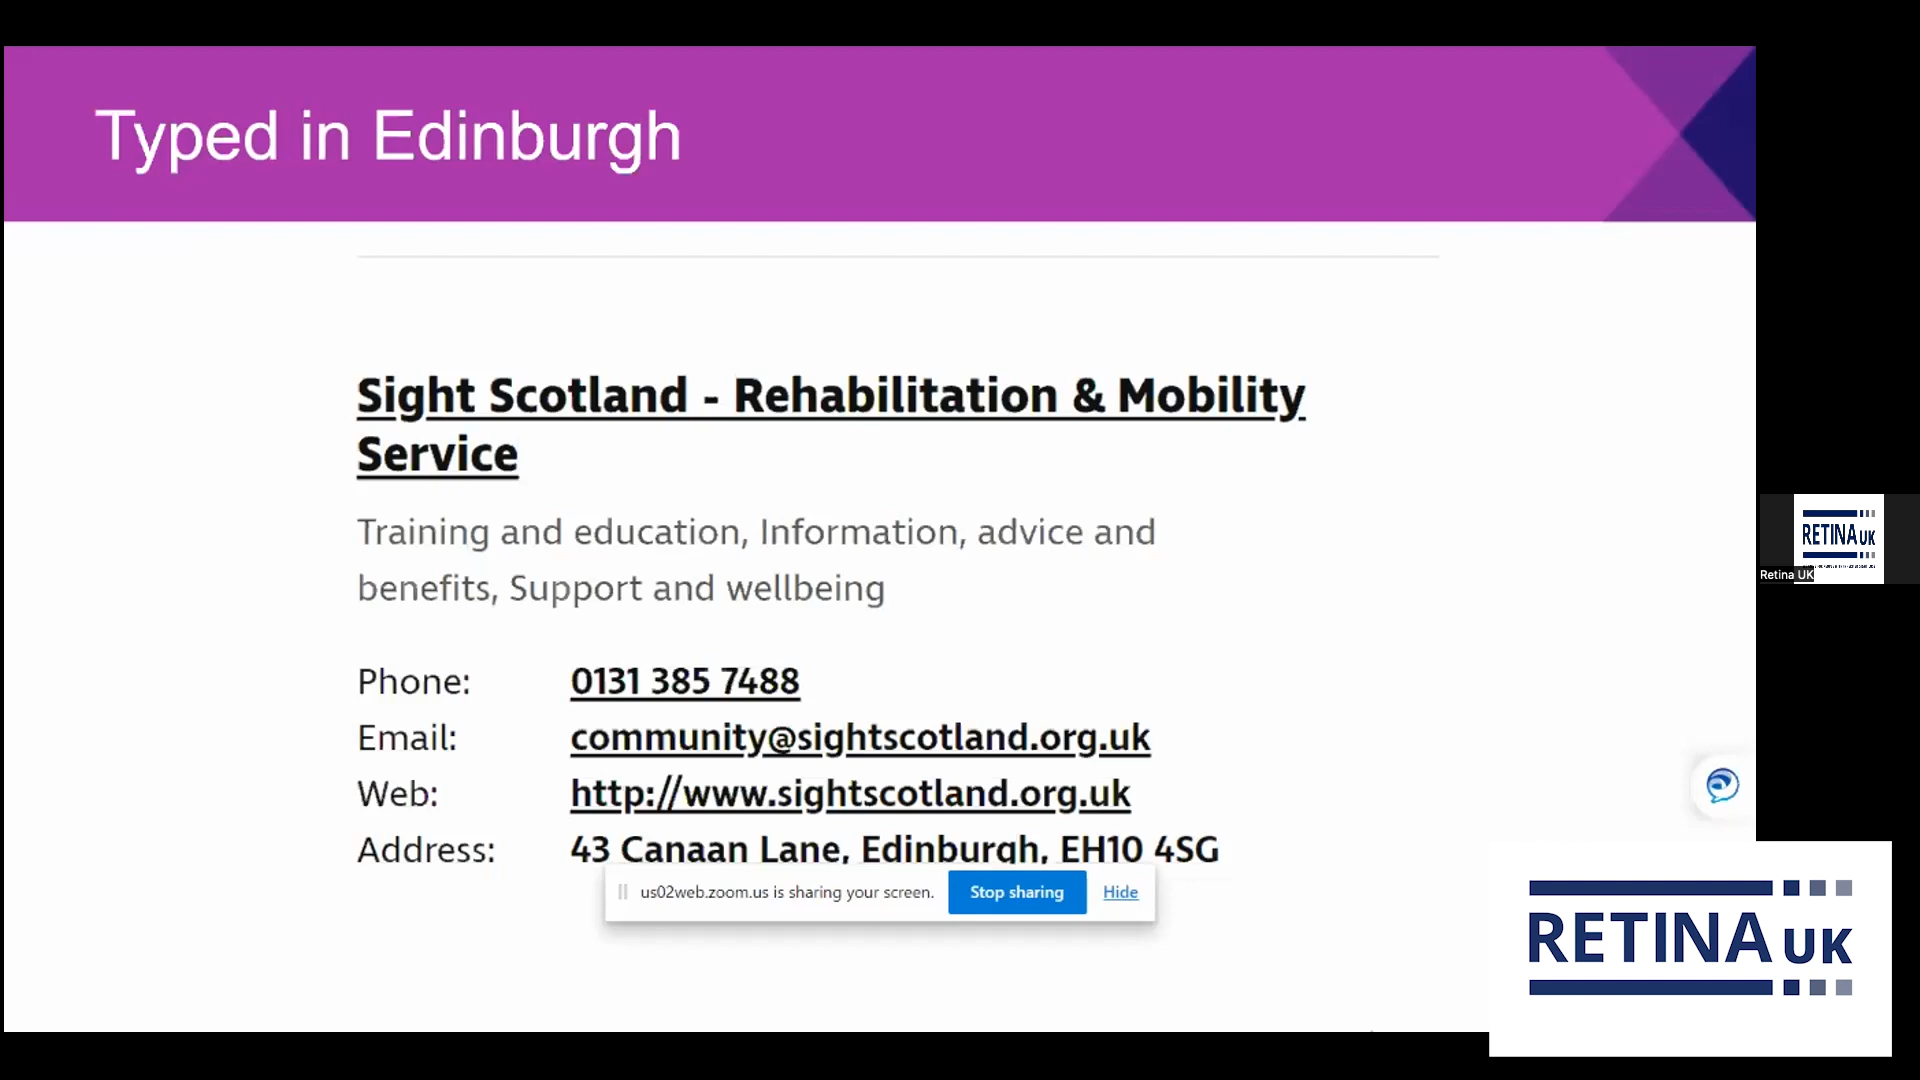 Typed in Edinburgh
Sight Scotland - Rehabilitation & Mobility
Service
Training and education, Information, advice and
benefits, Support and wellbeing
Phone: 0131 385 7488
Email: community@sightscotland.org.uk
Web: http://www.sightscotland.org.uk
Address: 43 Canaan Lane, Edinburgh, EH10 4SG
us02web.zoom.us is sharing your screen. Stop sharing Hide
RETINA UK
Retina UK
RETINA UK